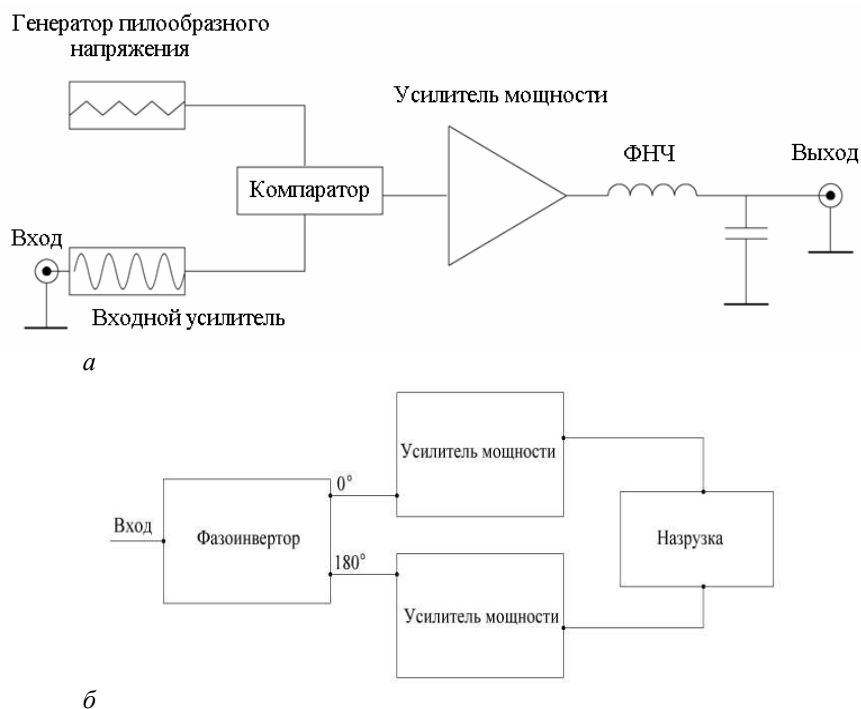 Генератор пилообразного
напряжения
Усилитель мощности
ФНЧ
Выход
Компаратор
Вход
Входной усилитель
а
Усилитель мощности
0°
Вход
Фазоинвертор
Назрузка
180°
Усилитель мощности
б